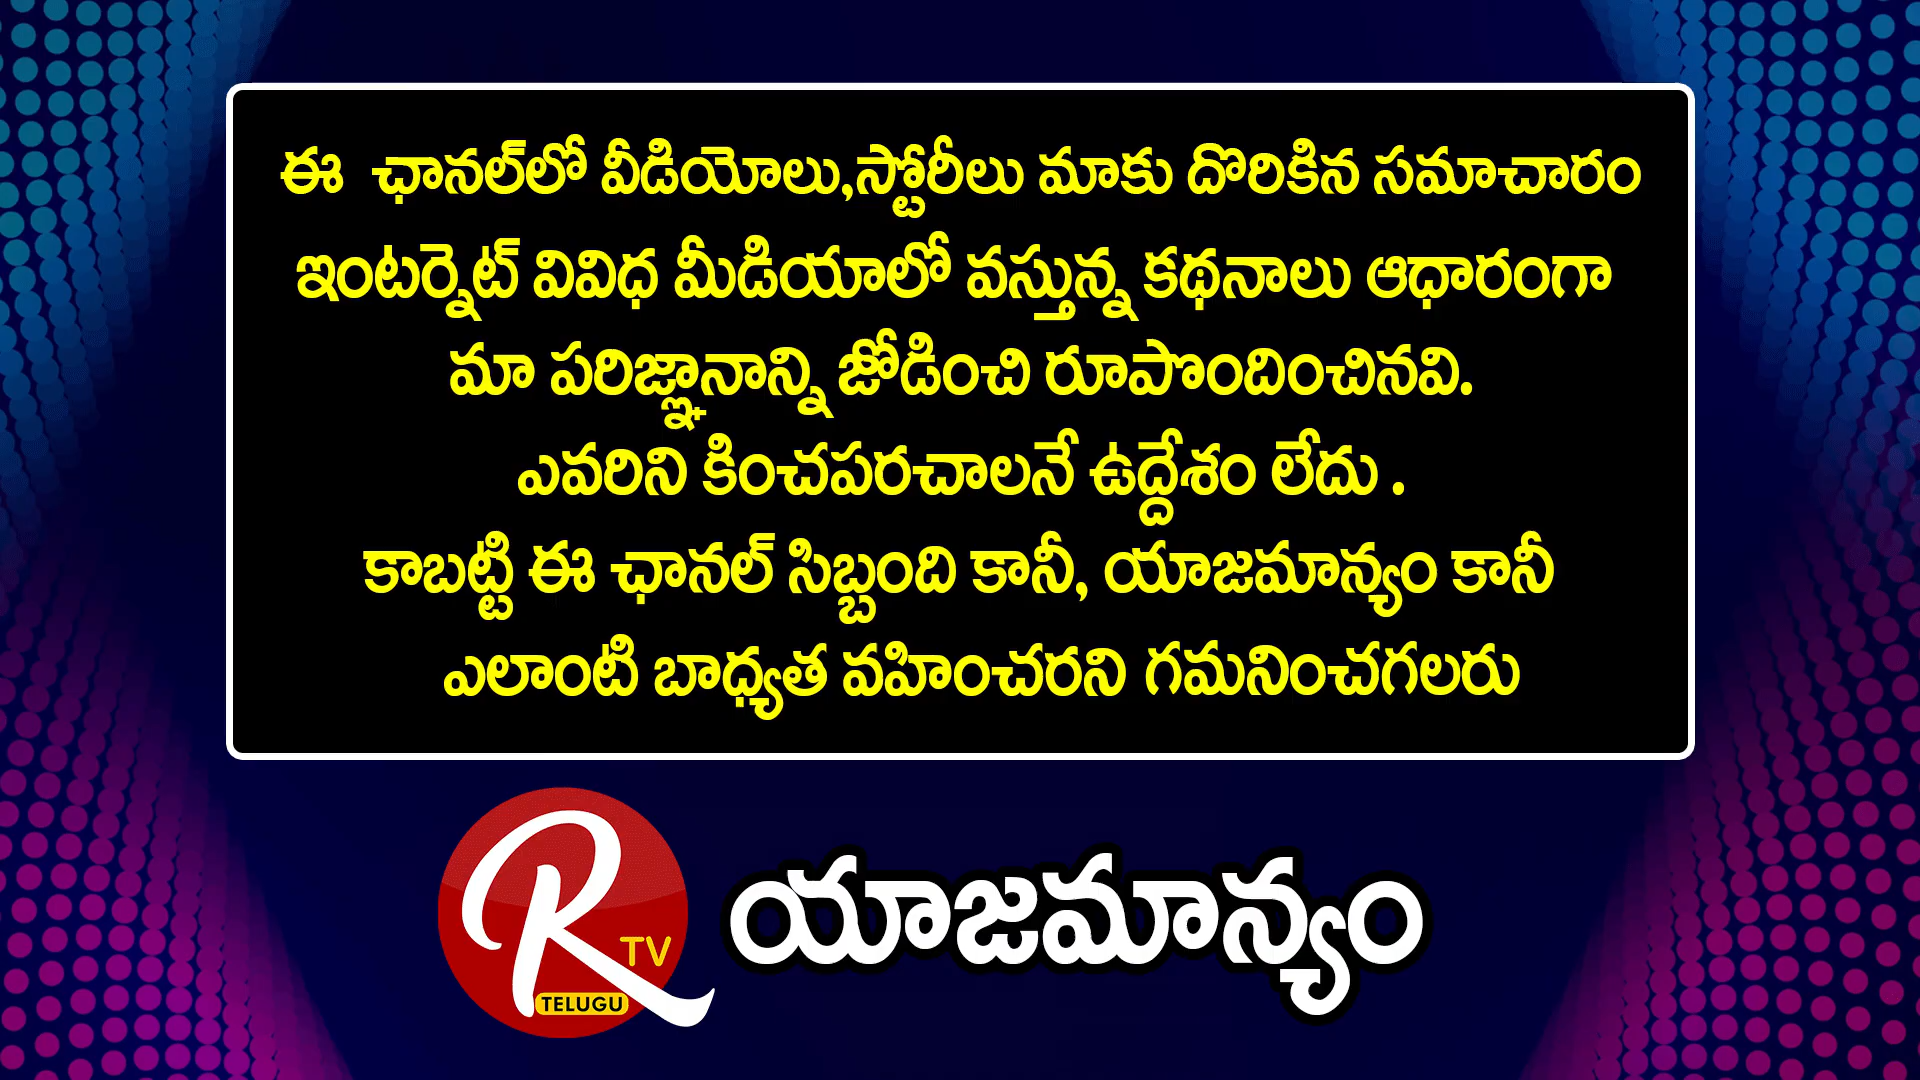 ఈ ఛానల్‌లో వీడియోలు,స్టోరీలు మాకు దొరికిన సమాచారం
ఇంటర్నెట్ వివిధ మీడియాలో వస్తున్న కథనాలు ఆధారంగా
మా పరిజ్ఞానాన్ని జోడించి రూపొందించినవి.
ఎవరిని కించపరచాలనే ఉద్దేశం లేదు .
కాబట్టి ఈ ఛానల్ సిబ్బంది కానీ, యాజమాన్యం కానీ
ఎలాంటి బాధ్యత వహించరని గమనించగలరు
R TV
TELUGU
యాజమాన్యం